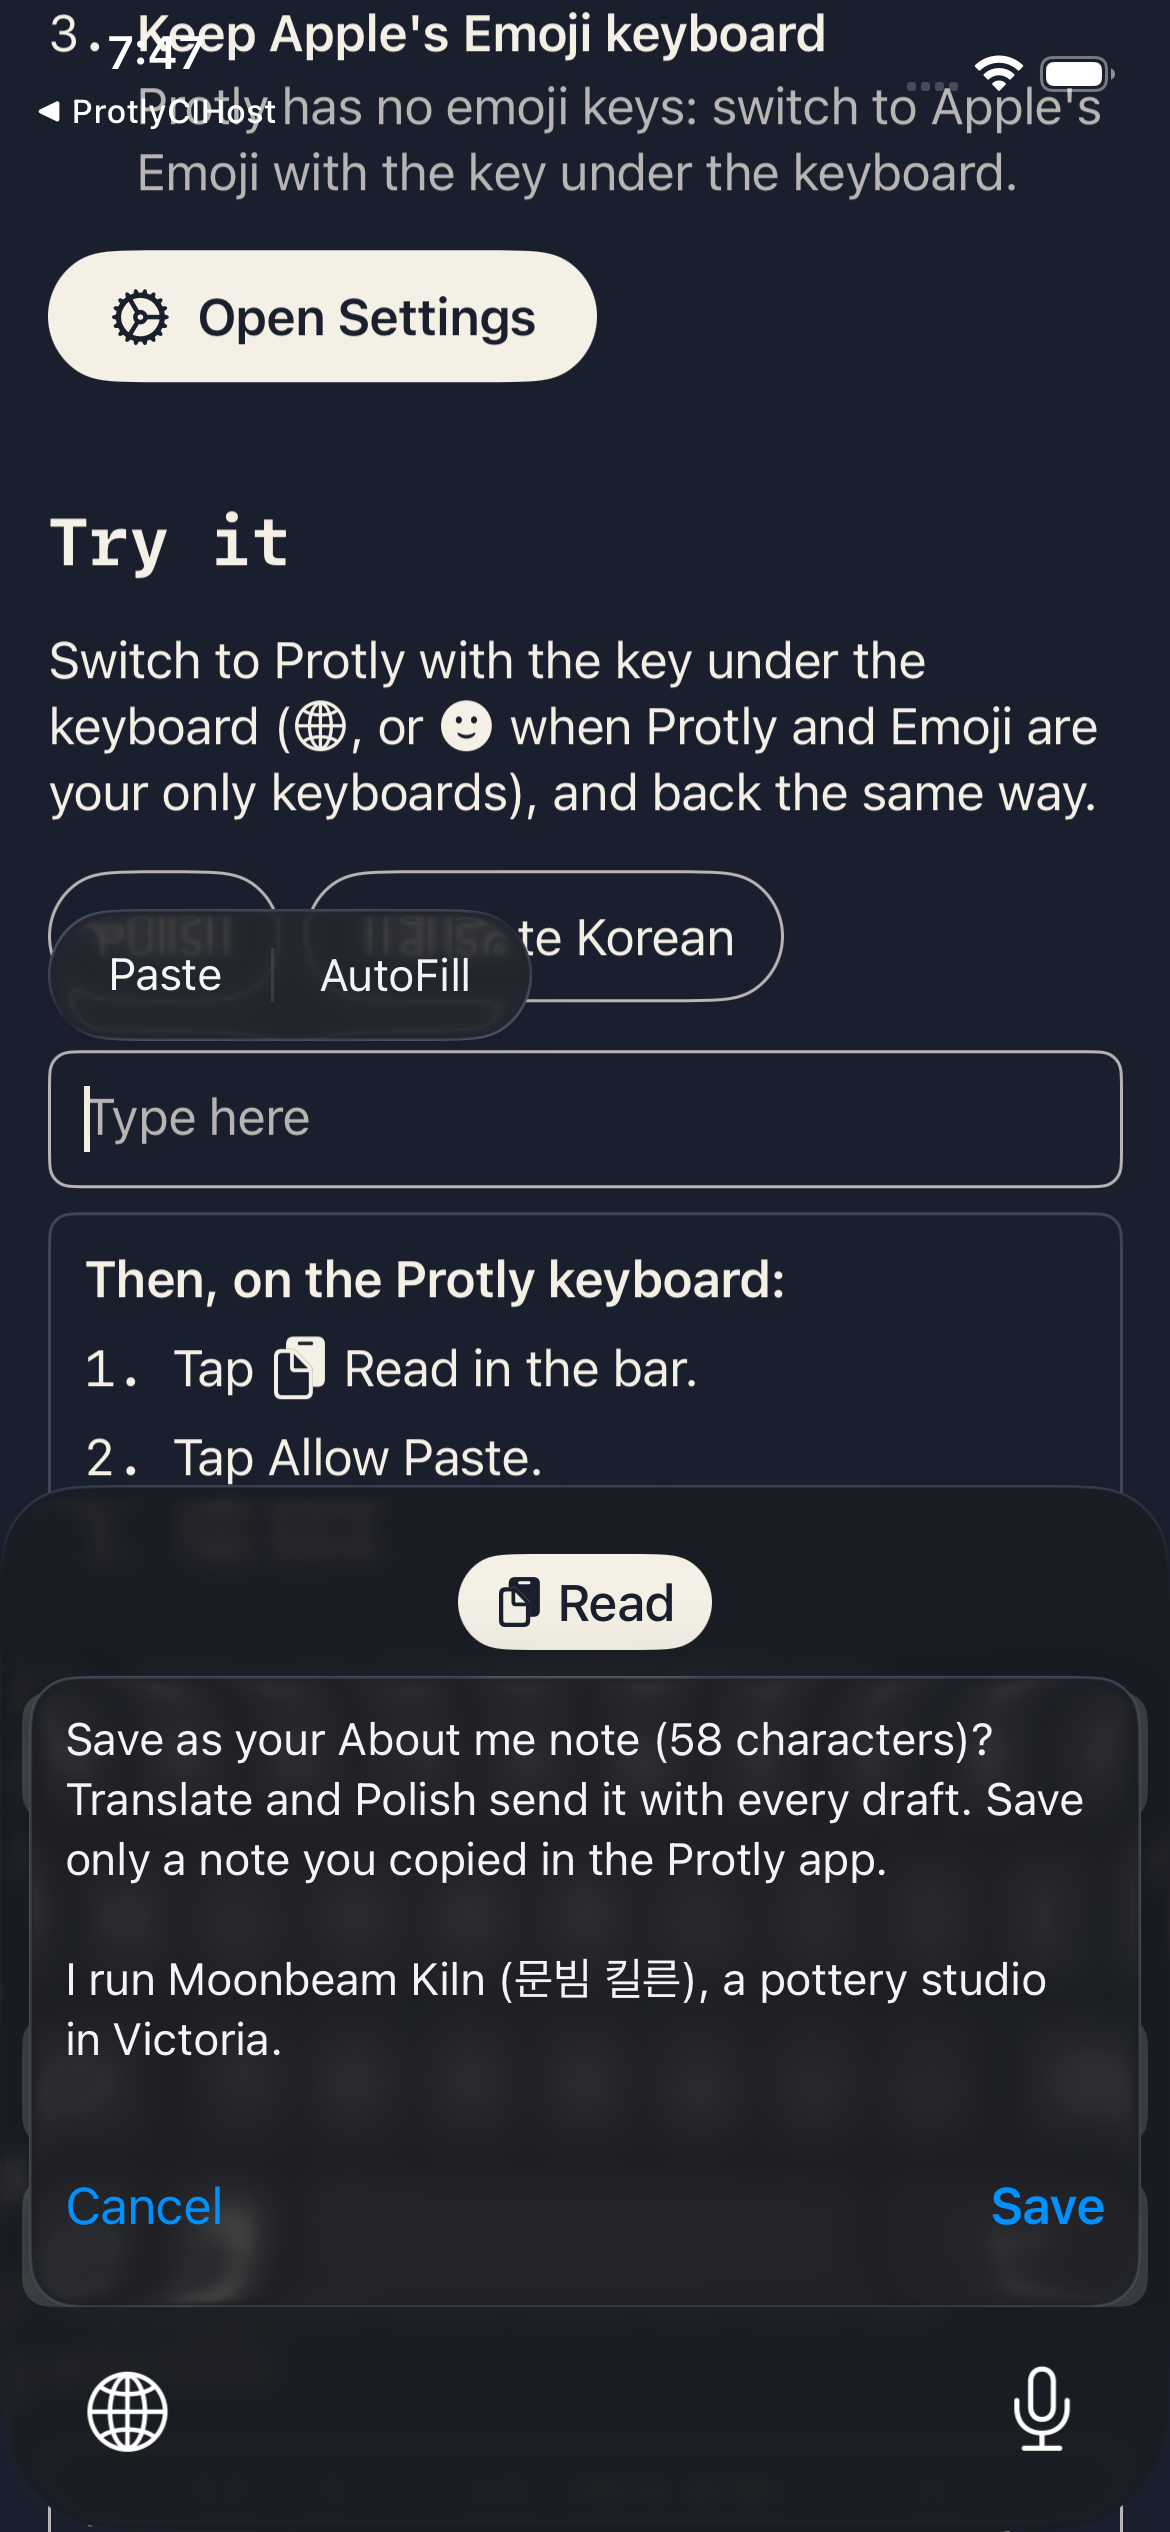 3. Keep Apple's Emoji keyboard
7:47
ProtlyCIHost
Protly has no emoji keys: switch to Apple's
Emoji with the key under the keyboard.
Open Settings
Try it
Switch to Protly with the key under the
keyboard (, or when Protly and Emoji are
your only keyboards), and back the same way.
te Korean
Paste
AutoFill
Type here
Then, on the Protly keyboard:
1. Tap Read in the bar.
2. Tap Allow Paste.
Read
Save as your About me note (58 characters)?
Translate and Polish send it with every draft. Save
only a note you copied in the Protly app.
I run Moonbeam Kiln (문빔 킬른), a pottery studio
in Victoria.
Cancel
Save